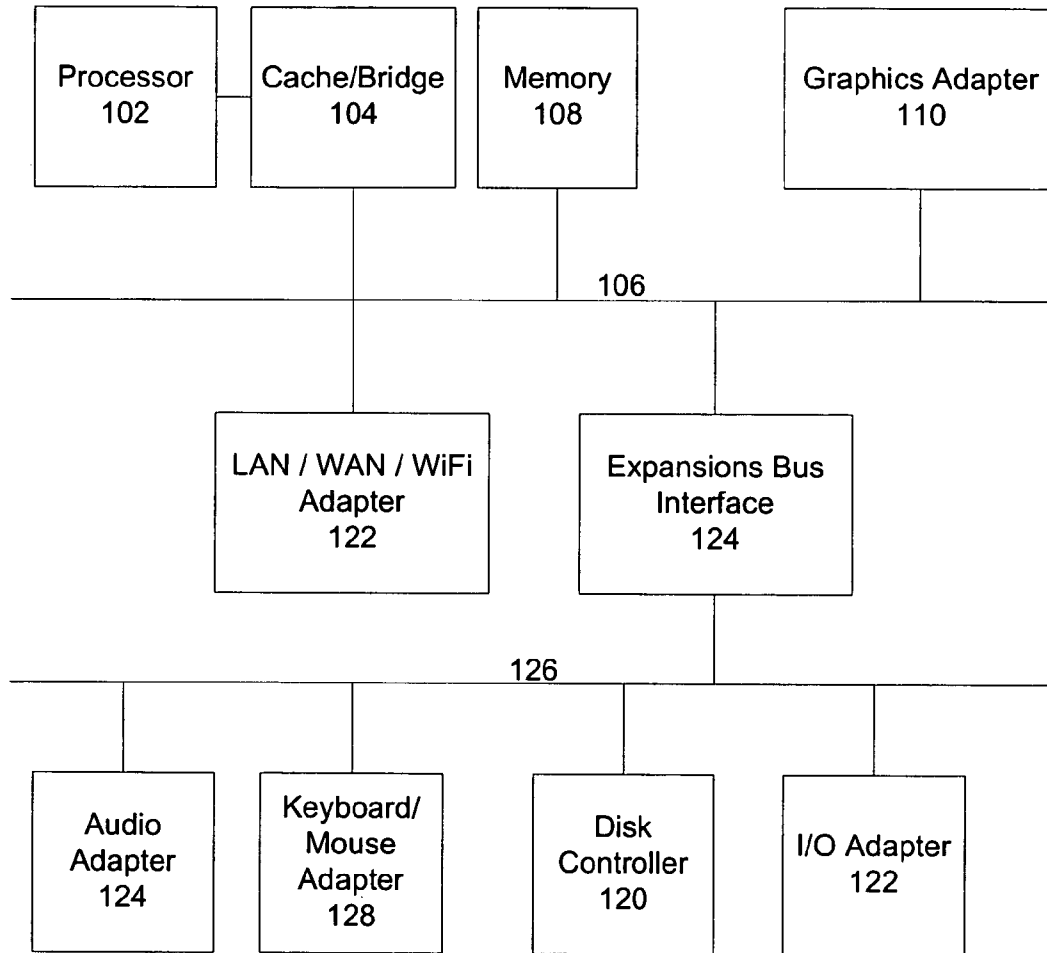 Processor
102
Cache/Bridge
104
Memory
108
Graphics Adapter
110
106
LAN / WAN / WiFi
Adapter
122
Expansions Bus
Interface
124
126
Audio
Adapter
124
Keyboard/
Mouse
Adapter
128
Disk
Controller
120
I/O Adapter
122